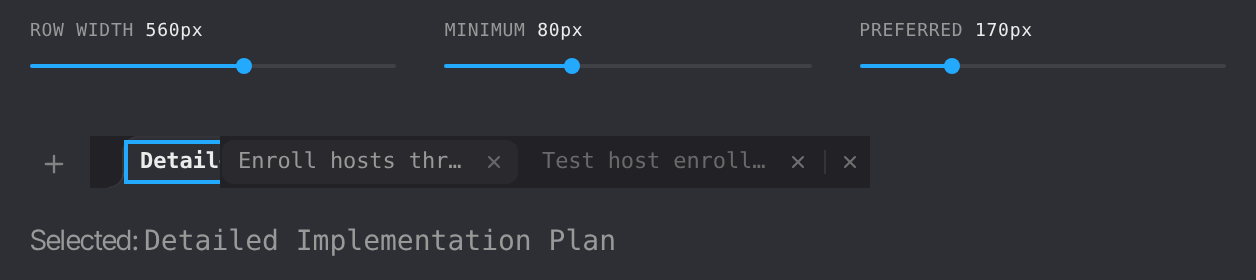 ROW WIDTH 560px MINIMUM 80px PREFERRED 170px
+ Detail Enroll hosts thr… × Test host enroll… × | ×
Selected: Detailed Implementation Plan